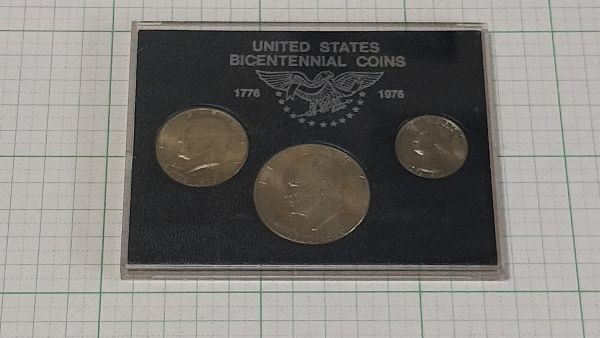 UNITED STATES
BICENTENNIAL COINS
1776 1976